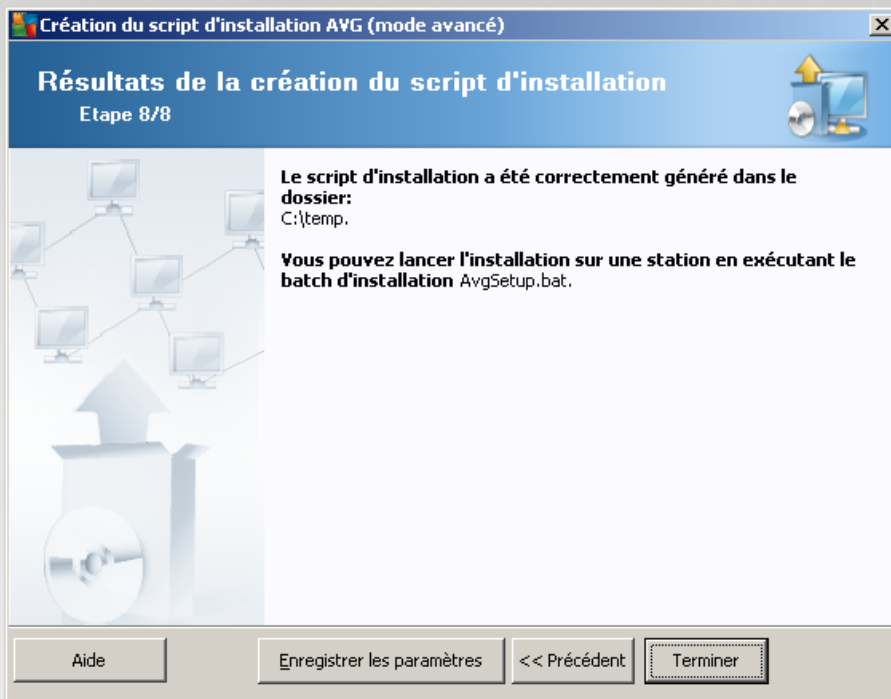 Création du script d'installation AVG (mode avancé)
Résultats de la création du script d'installation
Etape 8/8
Le script d'installation a été correctement généré dans le
dossier:
C:\temp.
Vous pouvez lancer l'installation sur une station en exécutant le
batch d'installation AvgSetup.bat.
Aide
Enregistrer les paramètres
<< Précédent
Terminer